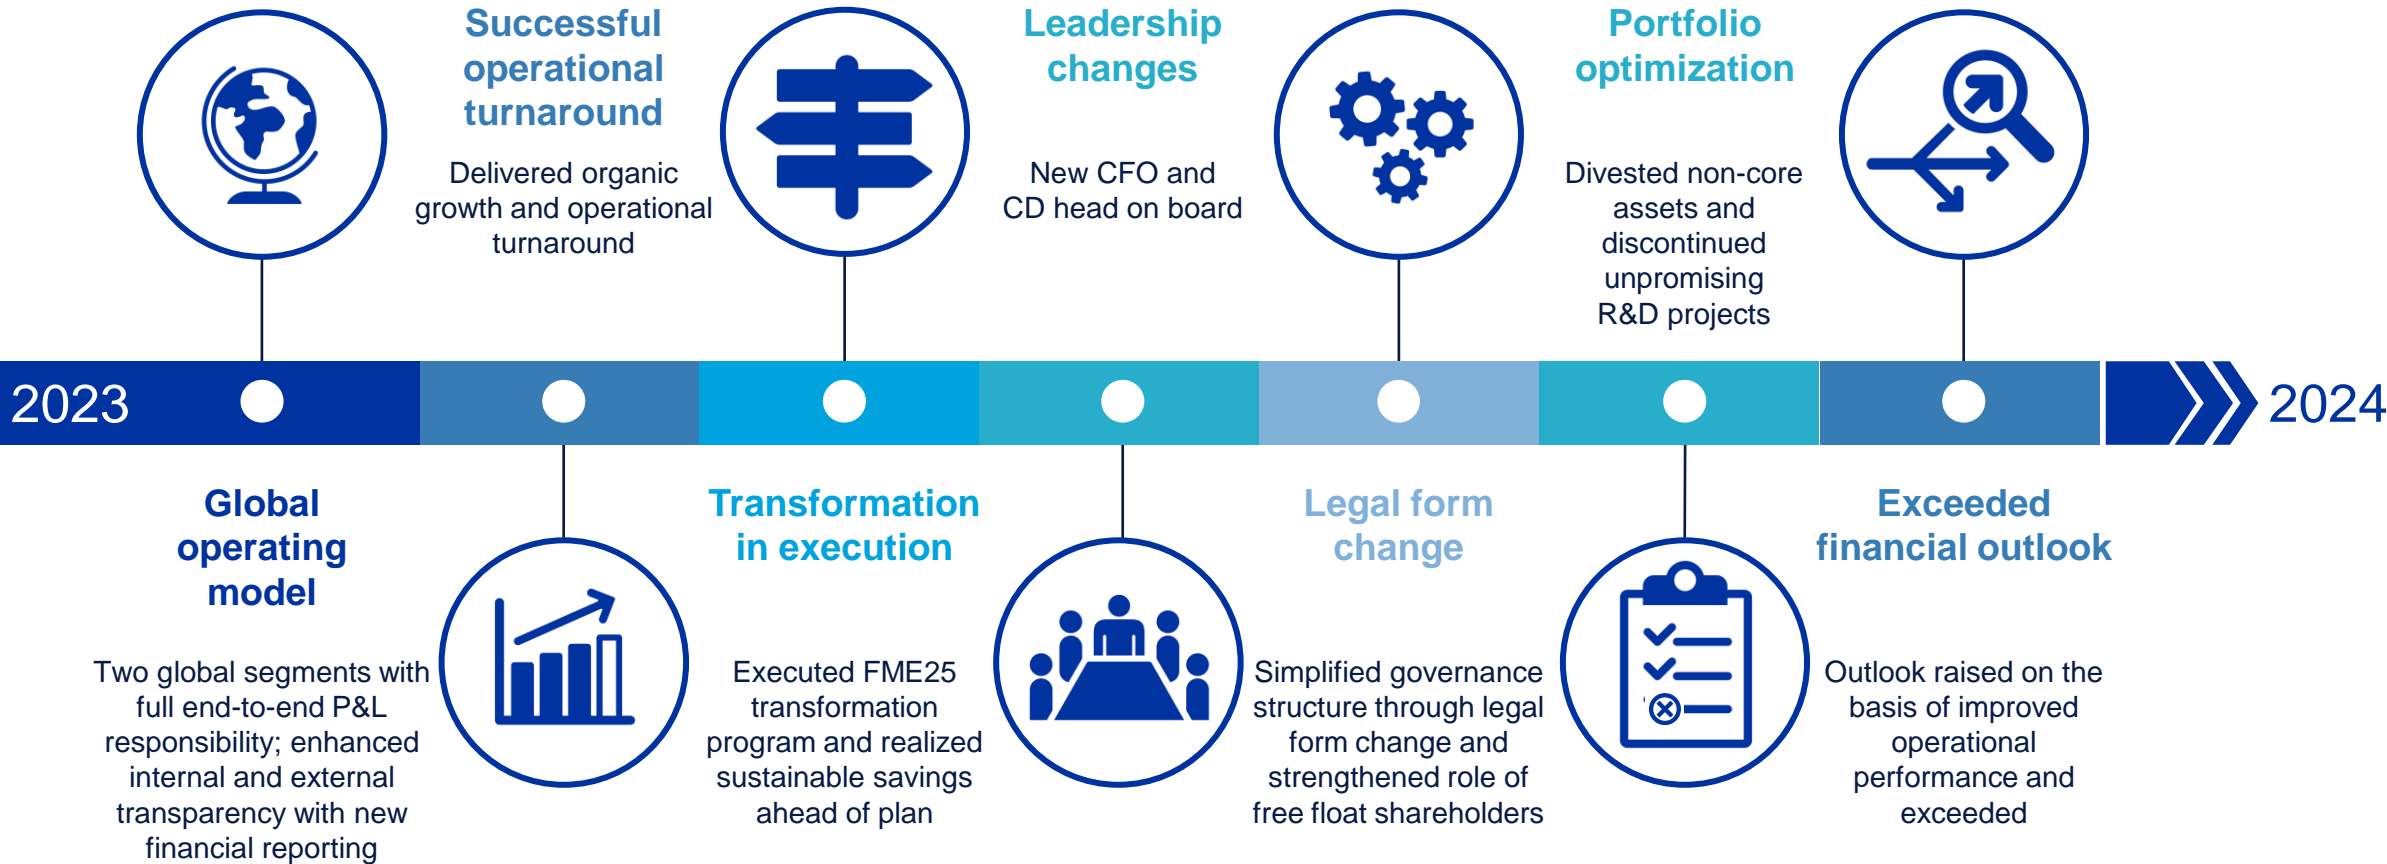 Successful
operational
turnaround
Delivered organic
growth and operational
turnaround
Leadership
changes
New CFO and
CD head on board
Portfolio
optimization
Divested non-core
assets and
discontinued
unpromising
R&D projects
2023
2024
Global
operating
model
Two global segments with
full end-to-end P&L
responsibility; enhanced
internal and external
transparency with new
financial reporting
Transformation
in execution
Executed FME25
transformation
program and realized
sustainable savings
ahead of plan
Legal form
change
Simplified governance
structure through legal
form change and
strengthened role of
free float shareholders
Exceeded
financial outlook
Outlook raised on the
basis of improved
operational
performance and
exceeded